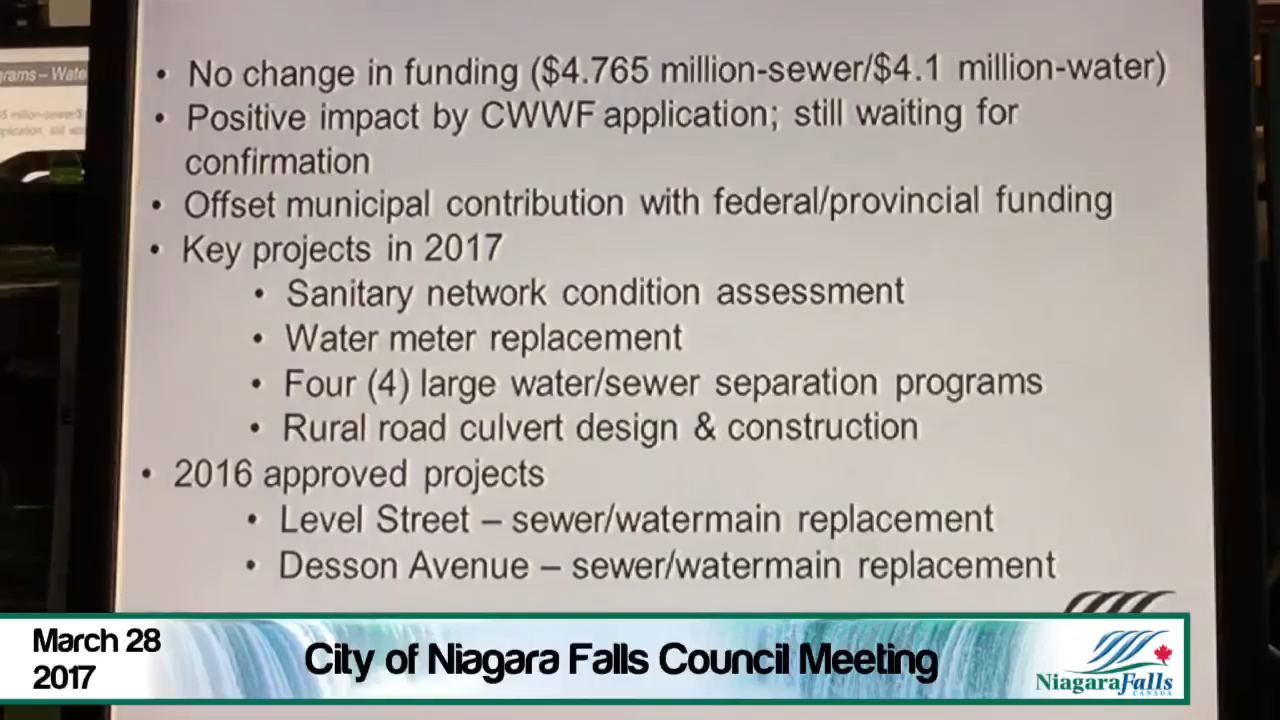 grams – Wate
• No change in funding ($4.765 million-sewer/$4.1 million-water)
• Positive impact by CWWF application; still waiting for
confirmation
• Offset municipal contribution with federal/provincial funding
• Key projects in 2017
• Sanitary network condition assessment
• Water meter replacement
• Four (4) large water/sewer separation programs
• Rural road culvert design & construction
• 2016 approved projects
• Level Street – sewer/watermain replacement
• Desson Avenue – sewer/watermain replacement
March 28
2017
City of Niagara Falls Council Meeting
NiagaraFalls
CANADA